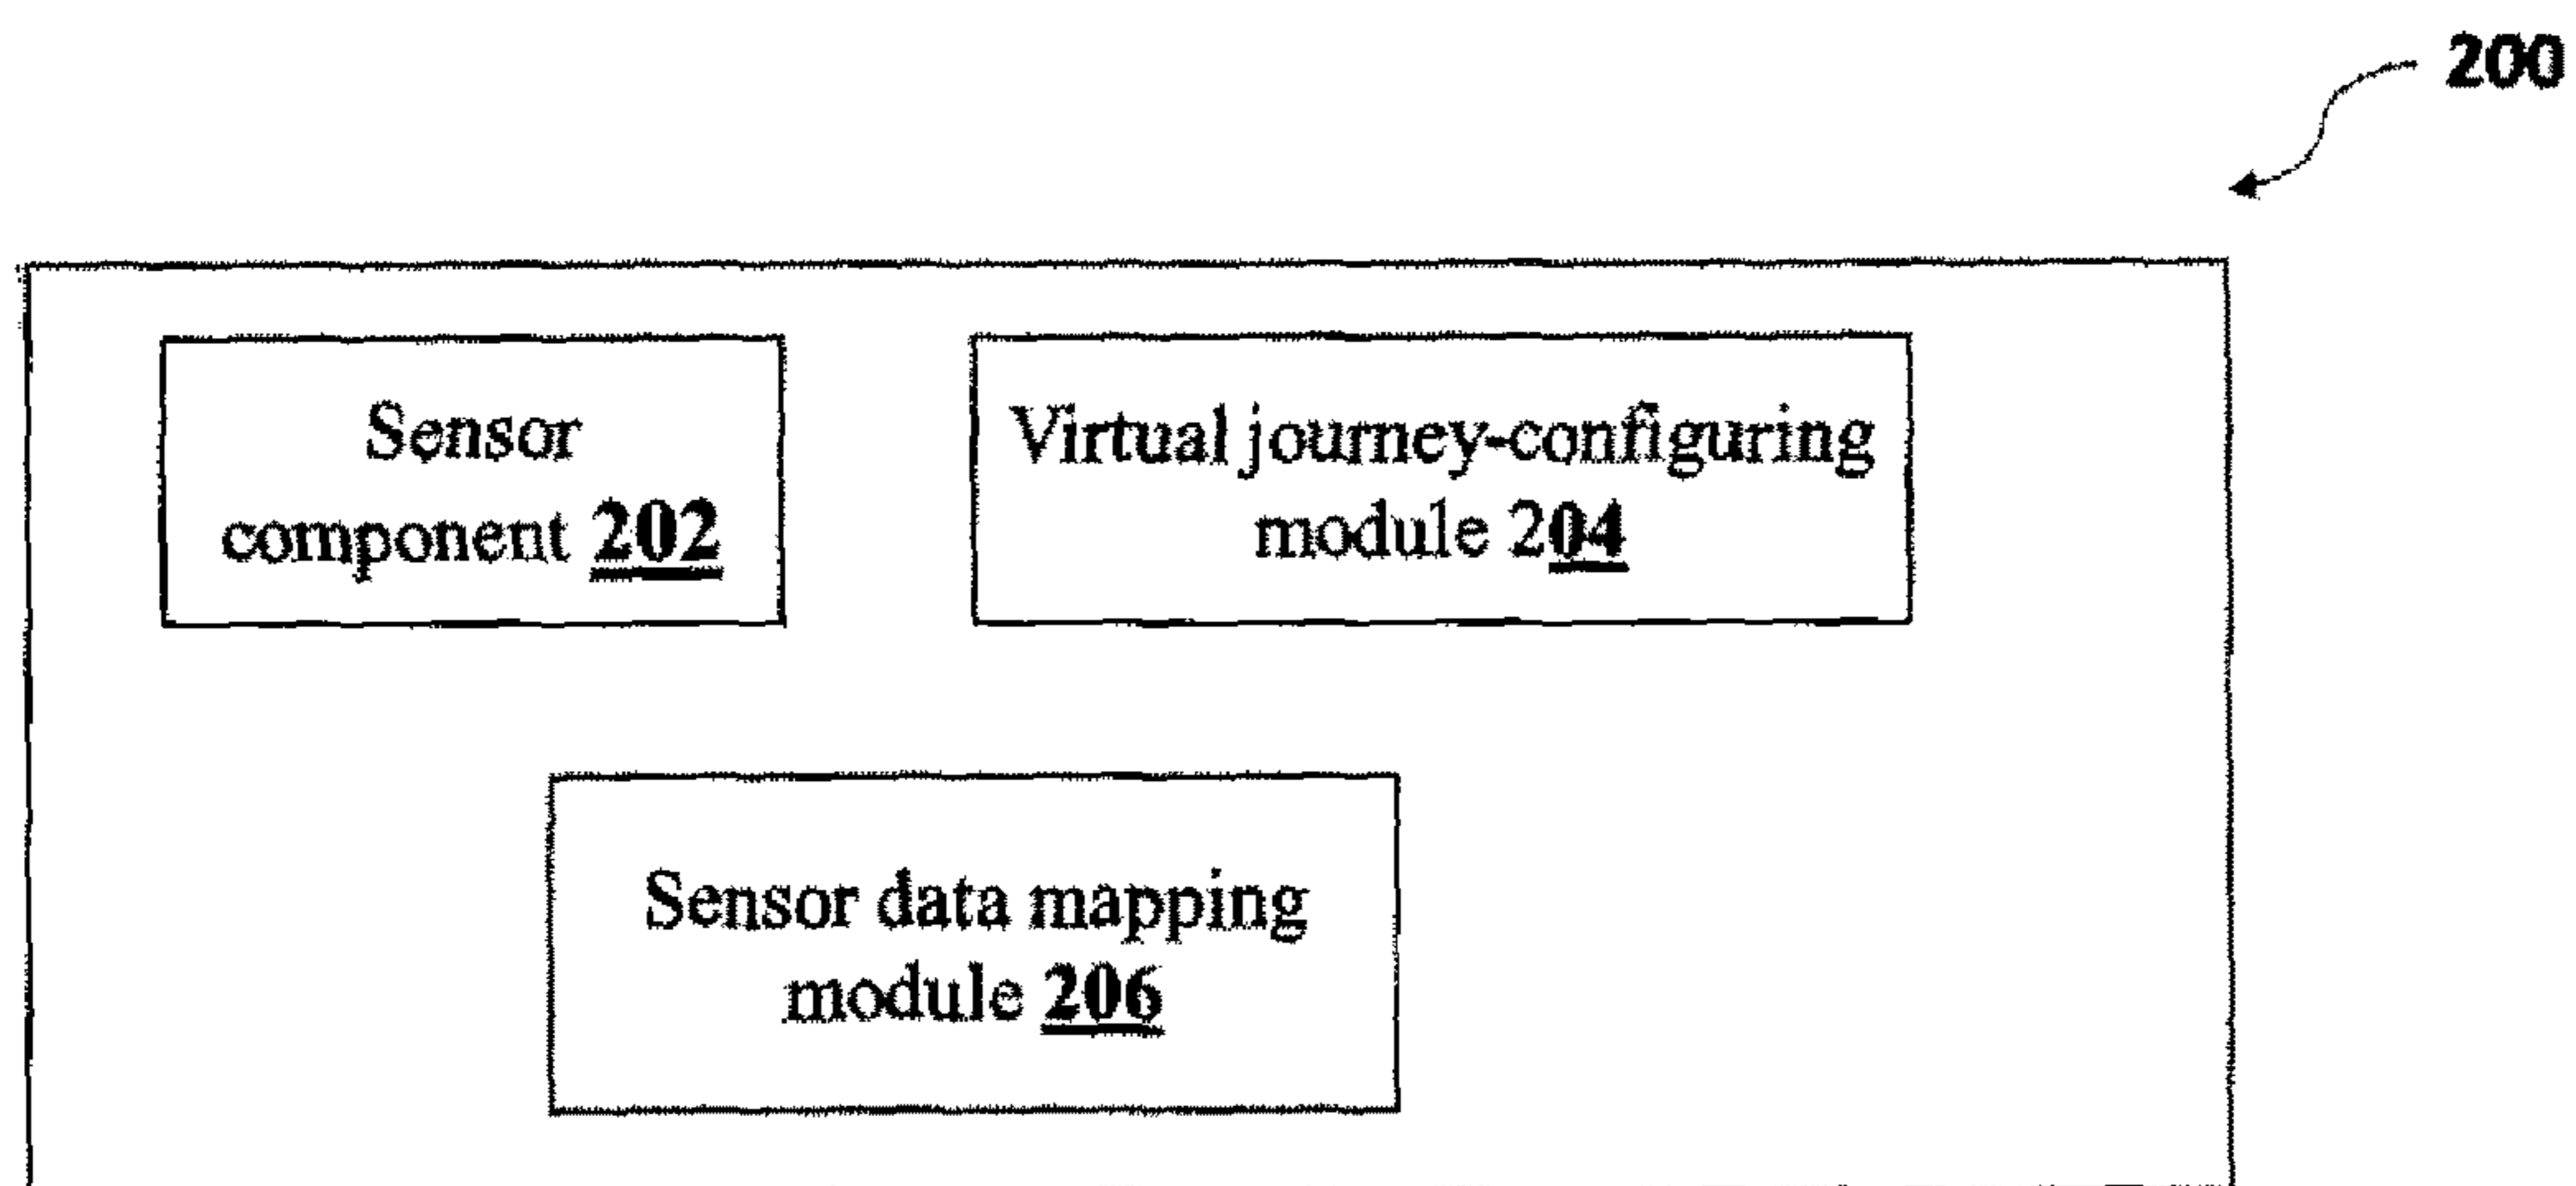 200
Sensor
component 202
Virtual journey-configuring
module 204
Sensor data mapping
module 206